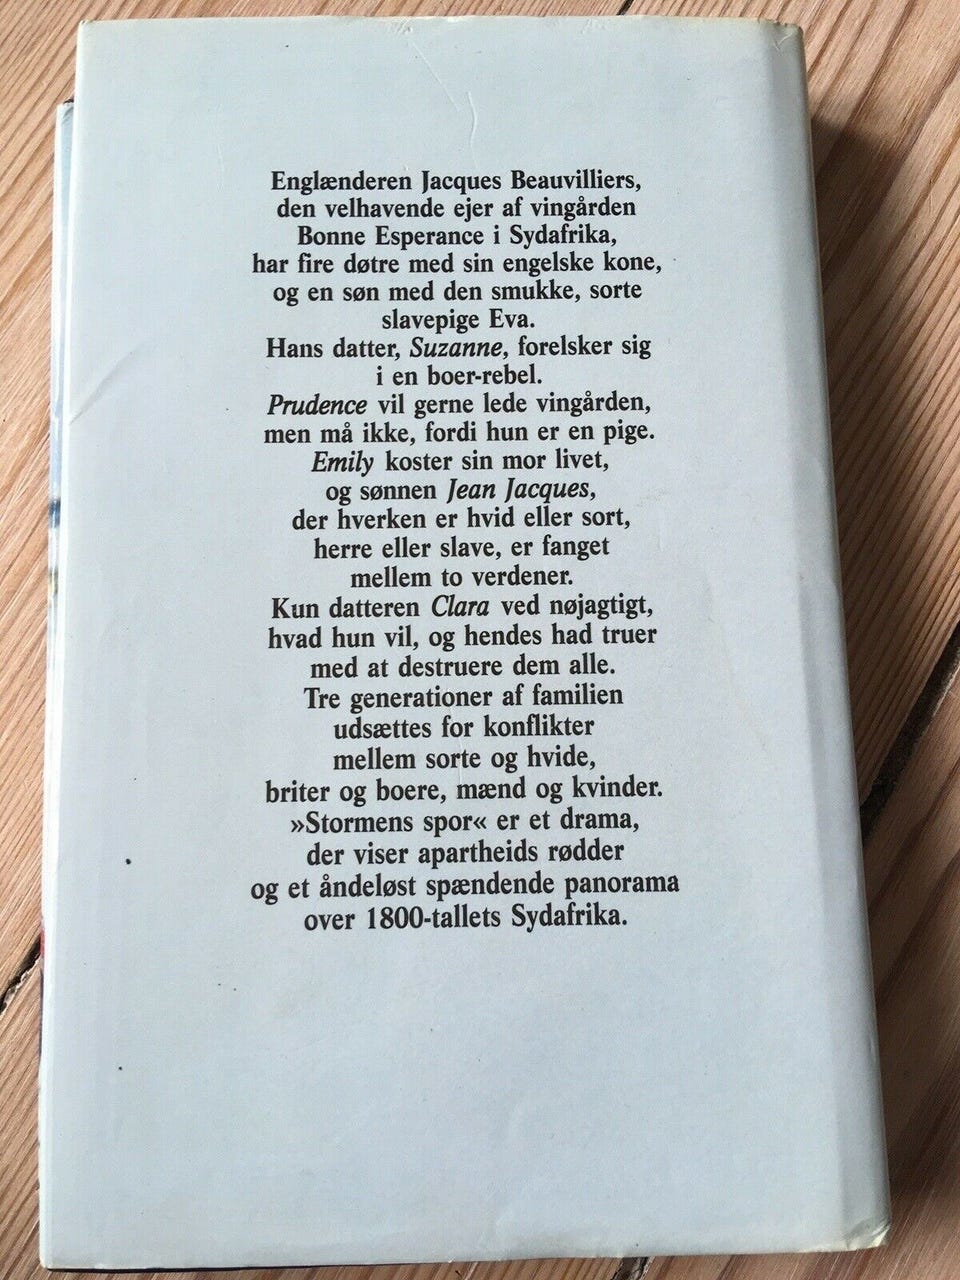 Englænderen Jacques Beauvilliers,
den velhavende ejer af vingården
Bonne Esperance i Sydafrika,
har fire døtre med sin engelske kone,
og en søn med den smukke, sorte
slavepige Eva.
Hans datter, Suzanne, forelsker sig
i en boer-rebel.
Prudence vil gerne lede vingården,
men må ikke, fordi hun er en pige.
Emily koster sin mor livet,
og sønnen Jean Jacques,
der hverken er hvid eller sort,
herre eller slave, er fanget
mellem to verdener.
Kun datteren Clara ved nøjagtigt,
hvad hun vil, og hendes had truer
med at destruere dem alle.
Tre generationer af familien
udsættes for konflikter
mellem sorte og hvide,
briter og boere, mænd og kvinder.
»Stormens spor« er et drama,
der viser apartheids rødder
og et åndeløst spændende panorama
over 1800-tallets Sydafrika.